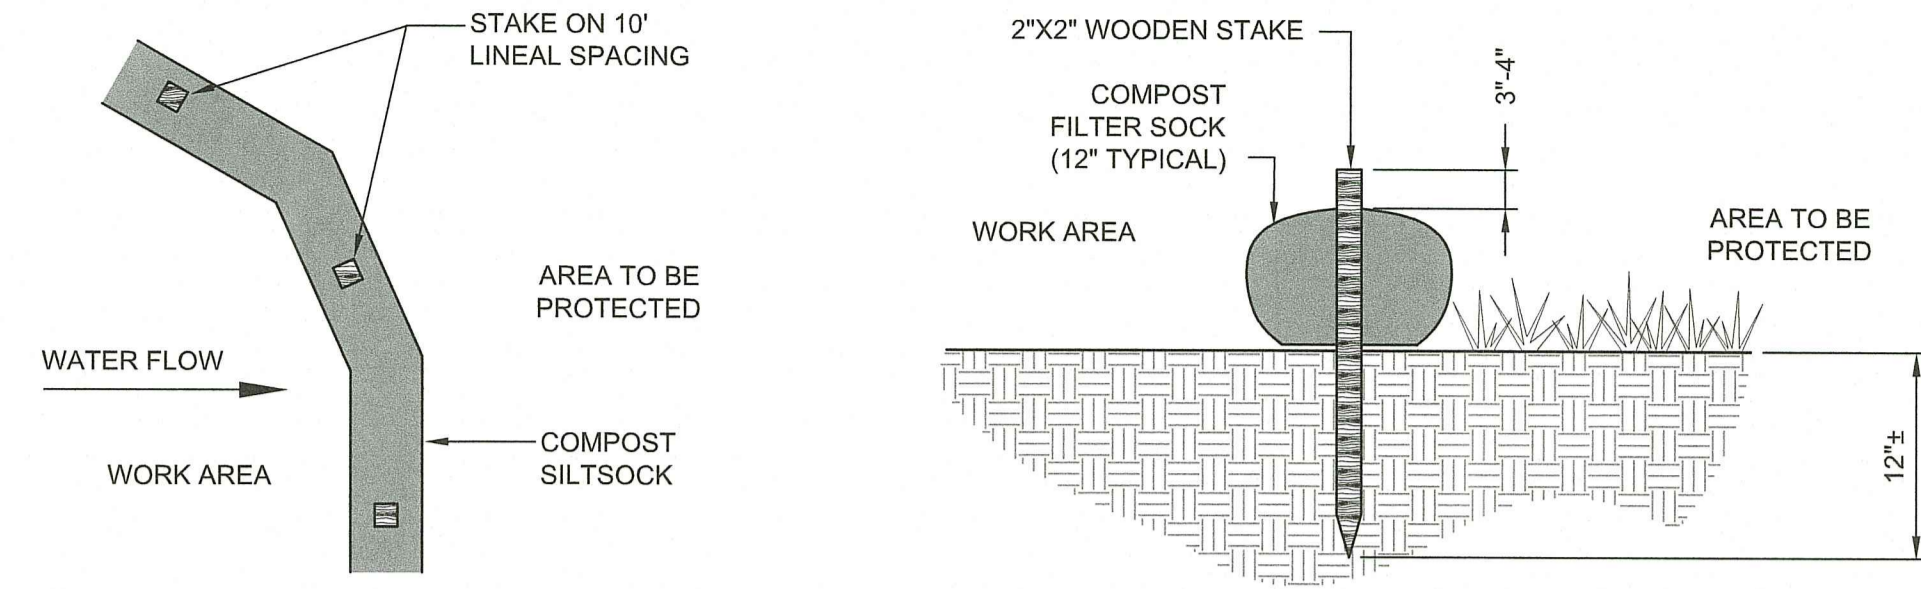 STAKE ON 10'
LINEAL SPACING
AREA TO BE
PROTECTED
WATER FLOW
WORK AREA
COMPOST
SILTSOCK
2"X2" WOODEN STAKE
COMPOST
FILTER SOCK
(12" TYPICAL)
WORK AREA
3"-4"
AREA TO BE
PROTECTED
12"±